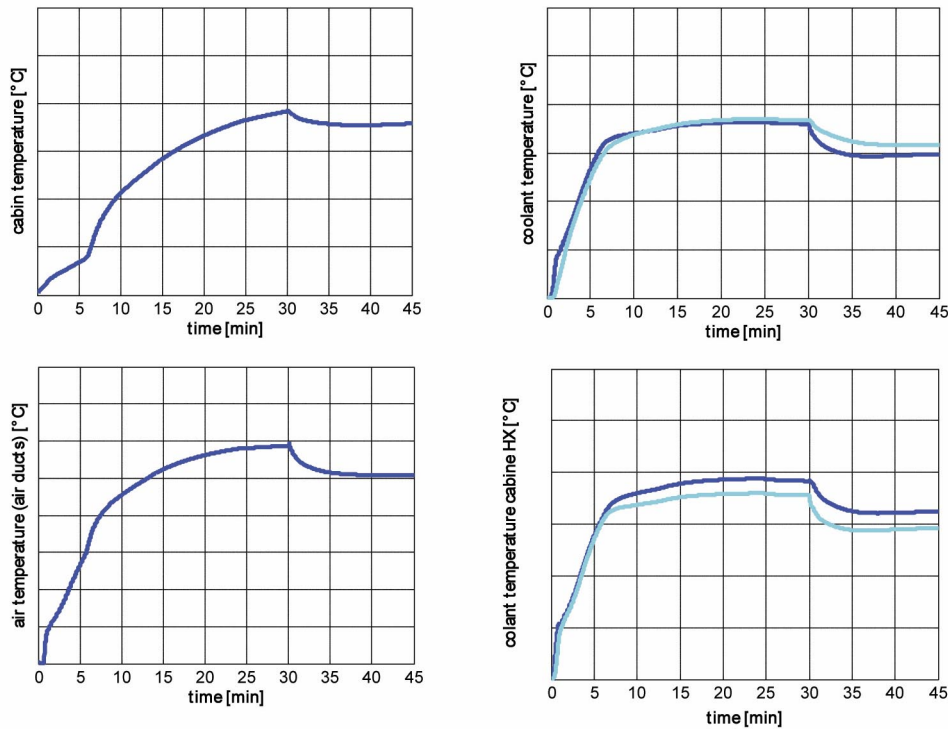 cabin temperature [°C]
0 5 10 15 20 25 30 35 40 45
time [min]
coolant temperature [°C]
0 5 10 15 20 25 30 35 40 45
time [min]
air temperature (air ducts) [°C]
0 5 10 15 20 25 30 35 40 45
time [min]
colant temperature cabine HX [°C]
0 5 10 15 20 25 30 35 40 45
time [min]